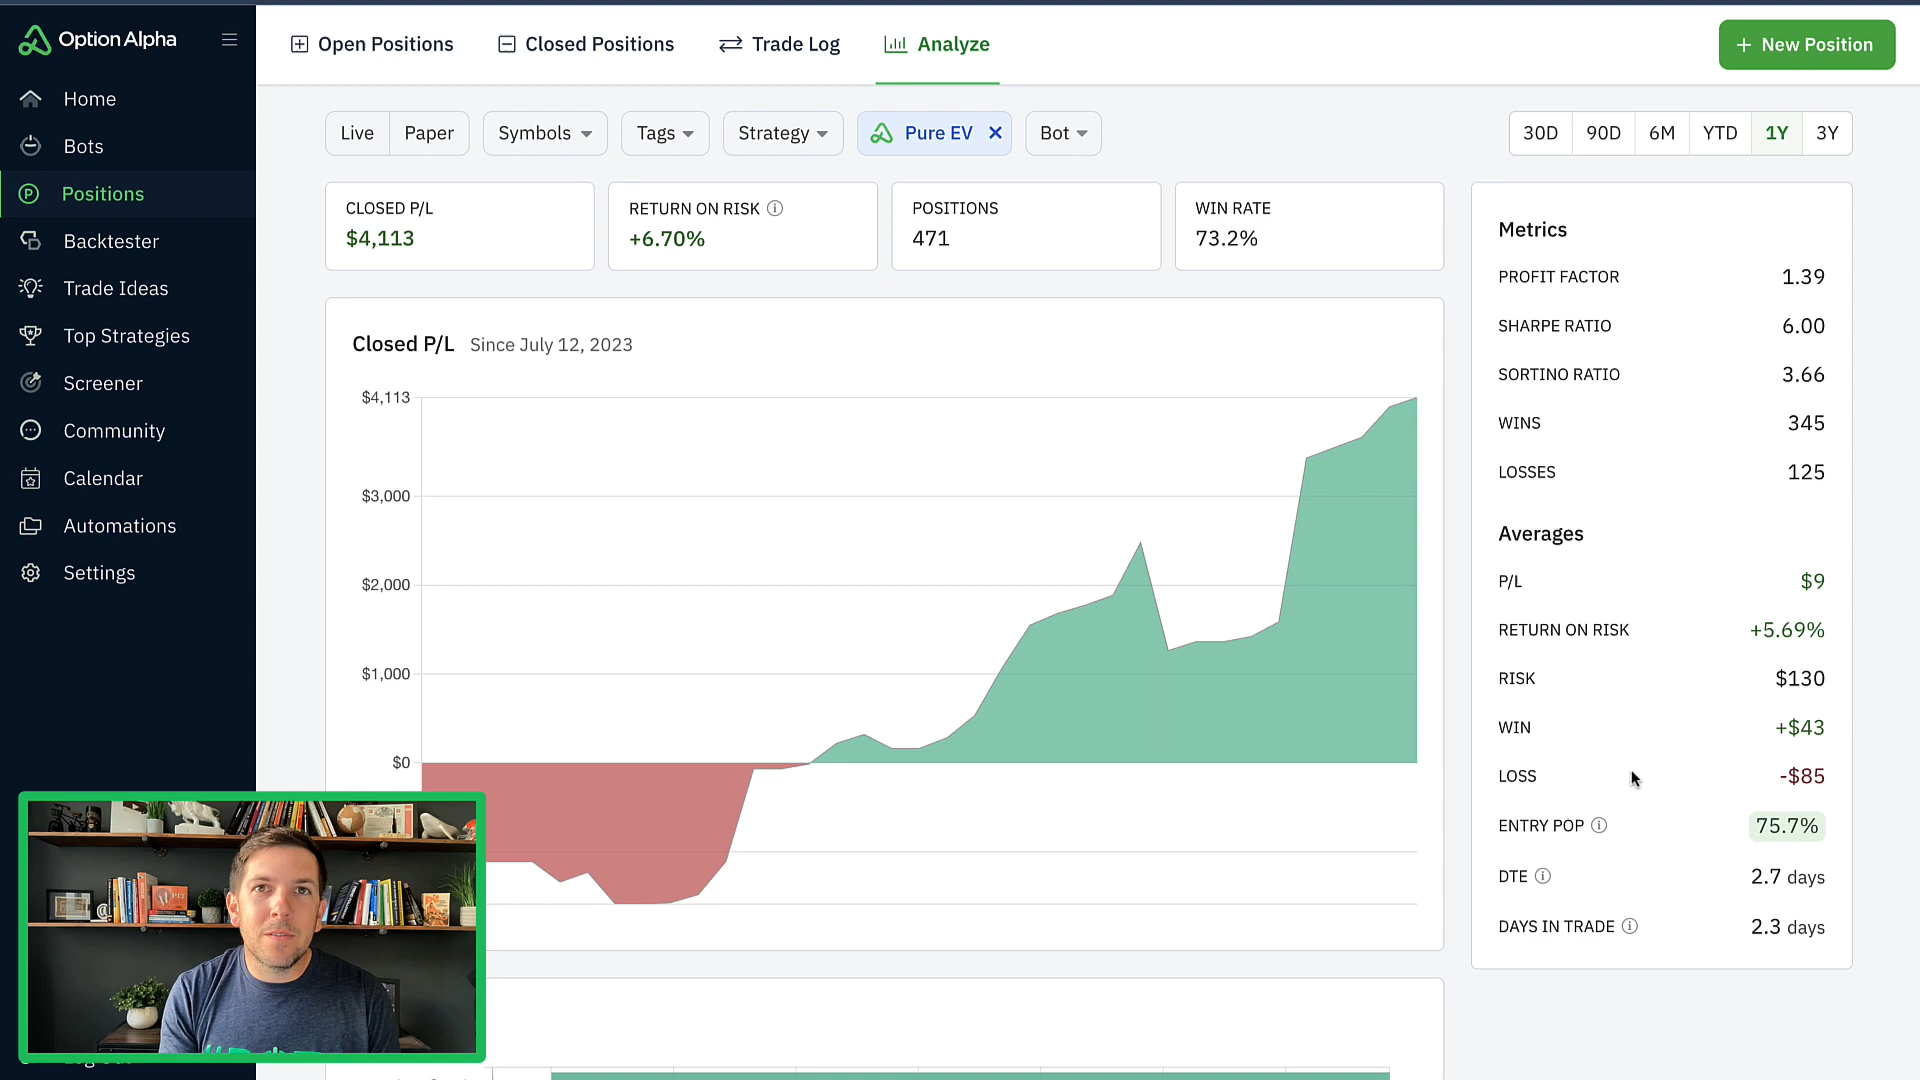 Option Alpha
Home
Bots
Positions
Backtester
Trade Ideas
Top Strategies
Screener
Community
Calendar
Automations
Settings
Open Positions
Closed Positions
Trade Log
Analyze
+ New Position
Live
Paper
Symbols
Tags
Strategy
Pure EV
Bot
30D
90D
6M
YTD
1Y
3Y
CLOSED P/L
$4,113
RETURN ON RISK
+6.70%
POSITIONS
471
WIN RATE
73.2%
Closed P/L Since July 12, 2023
$4,113
$3,000
$2,000
$1,000
$0
Metrics
PROFIT FACTOR 1.39
SHARPE RATIO 6.00
SORTINO RATIO 3.66
WINS 345
LOSSES 125
Averages
P/L $9
RETURN ON RISK +5.69%
RISK $130
WIN +$43
LOSS -$85
ENTRY POP 75.7%
DTE 2.7 days
DAYS IN TRADE 2.3 days